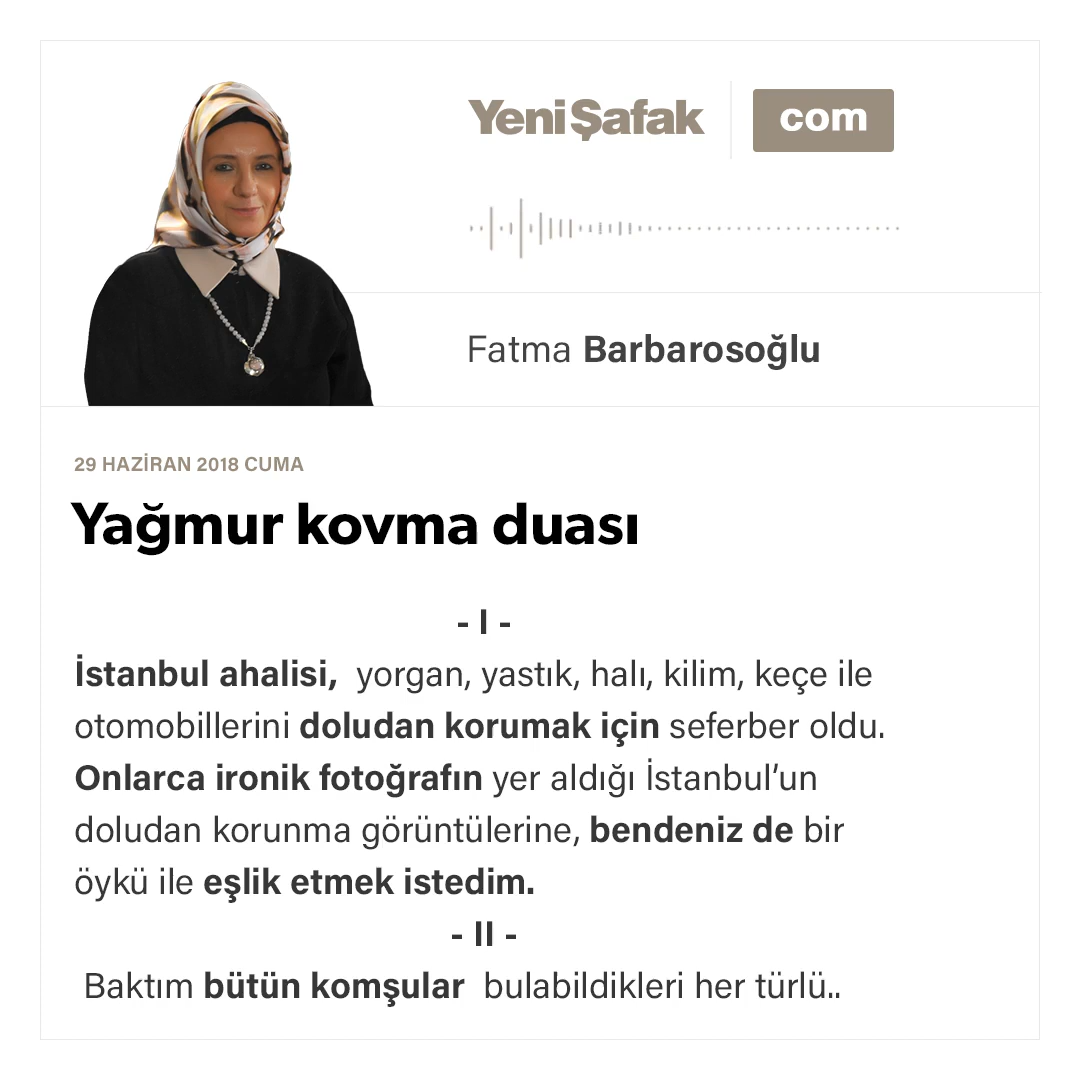 YeniŞafak com
Fatma Barbarosoğlu
29 HAZİRAN 2018 CUMA
Yağmur kovma duası
- I -
İstanbul ahalisi, yorgan, yastık, halı, kilim, keçe ile
otomobillerini doludan korumak için seferber oldu.
Onlarca ironik fotoğrafın yer aldığı İstanbul’un
doludan korunma görüntülerine, bendeniz de bir
öykü ile eşlik etmek istedim.
- II -
Baktım bütün komşular bulabildikleri her türlü..